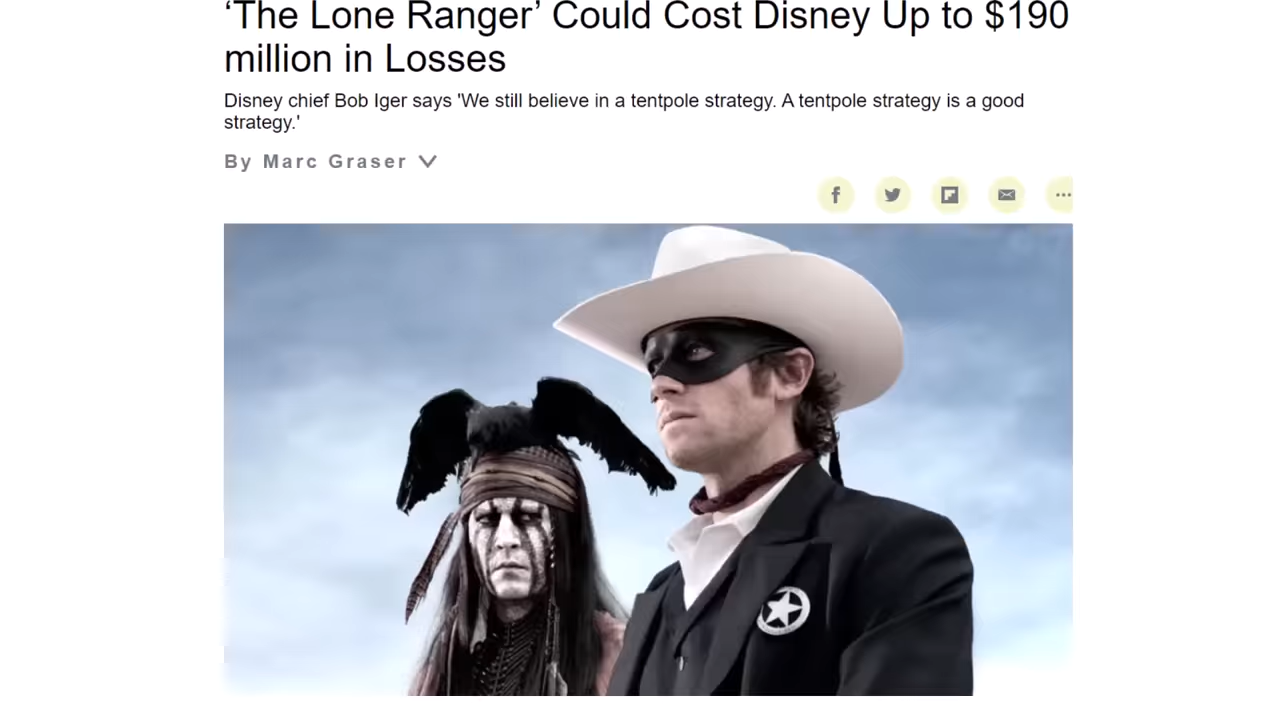 ‘The Lone Ranger’ Could Cost Disney Up to $190
million in Losses
Disney chief Bob Iger says 'We still believe in a tentpole strategy. A tentpole strategy is a good
strategy.'
By Marc Graser